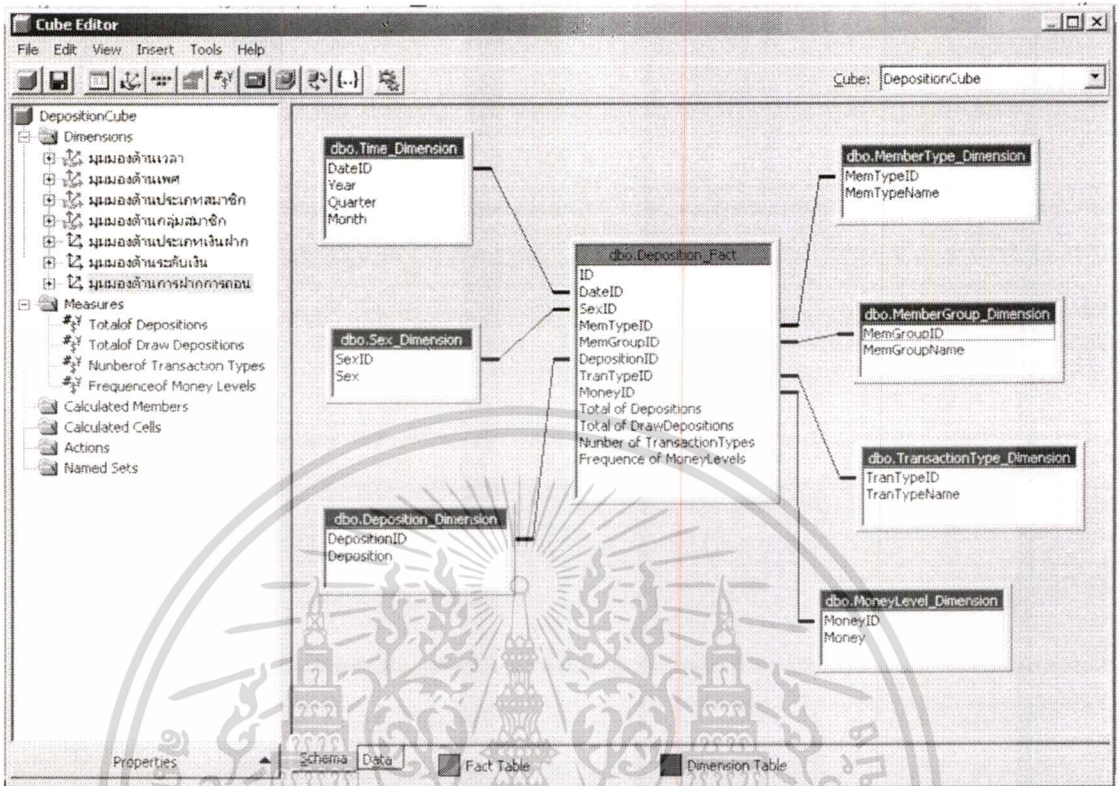 Cube Editor
File Edit View Insert Tools Help
Cube: DepositionCube
DepositionCube
Dimensions
มุมมองด้านเวลา
มุมมองด้านเพศ
มุมมองด้านประเภทสมาชิก
มุมมองด้านกลุ่มสมาชิก
มุมมองด้านประเภทเงินฝาก
มุมมองด้านระดับเงิน
มุมมองด้านการฝากการถอน
Measures
Totalof Depositions
Totalof Draw Depositions
Nunberof Transaction Types
Frequenceof Money Levels
Calculated Members
Calculated Cells
Actions
Named Sets
Properties
dbo.Time_Dimension
DateID
Year
Quarter
Month
dbo.Sex_Dimension
SexID
Sex
dbo.Deposition_Dimension
DepositionID
Deposition
dbo.Deposition_Fact
ID
DateID
SexID
MemTypeID
MemGroupID
DepositionID
TranTypeID
MoneyID
Total of Depositions
Total of DrawDepositions
Nunber of TransactionTypes
Frequence of MoneyLevels
dbo.MemberType_Dimension
MemTypeID
MemTypeName
dbo.MemberGroup_Dimension
MemGroupID
MemGroupName
dbo.TransactionType_Dimension
TranTypeID
TranTypeName
dbo.MoneyLevel_Dimension
MoneyID
Money
Schema Data Fact Table Dimension Table